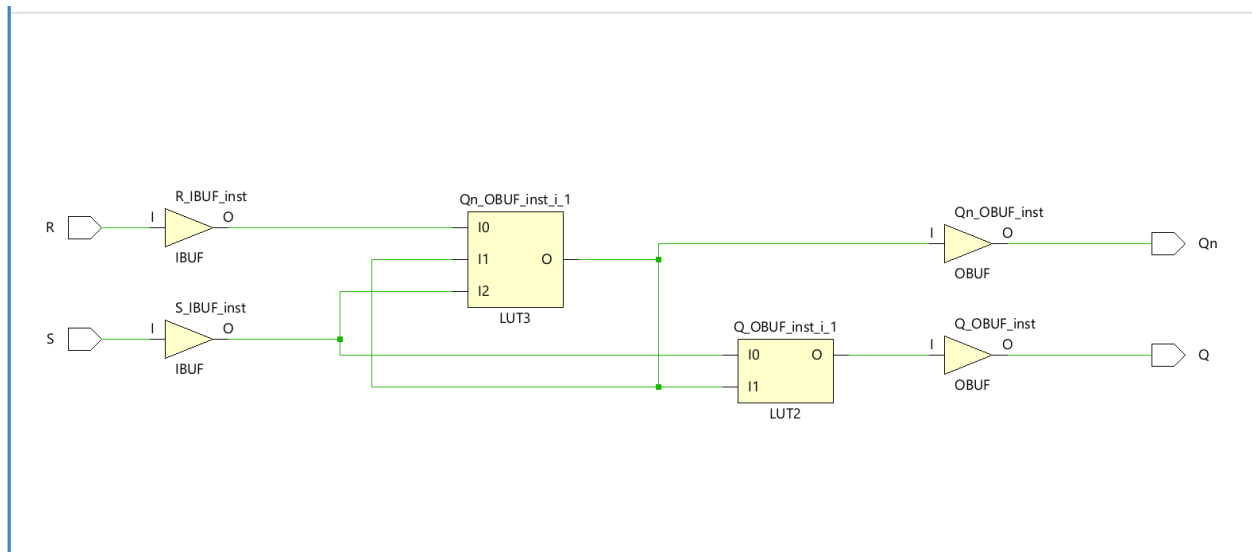 R_IBUF_inst
R
I
O
IBUF
S_IBUF_inst
S
I
O
IBUF
Qn_OBUF_inst_i_1
I0
I1
O
I2
LUT3
Q_OBUF_inst_i_1
I0
O
I1
LUT2
Qn_OBUF_inst
I
O
Qn
OBUF
Q_OBUF_inst
I
O
Q
OBUF